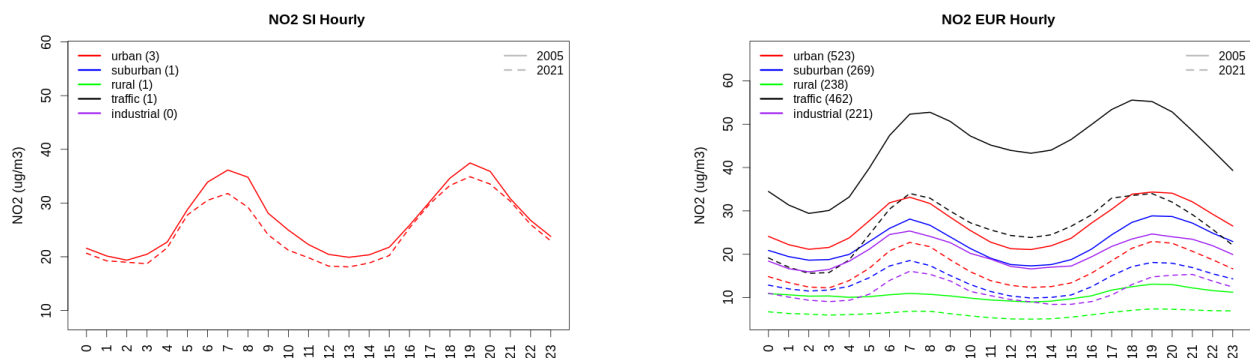 NO2 SI Hourly
NO2 (ug/m3)
60
50
40
30
20
10
urban (3)
suburban (1)
rural (1)
traffic (1)
industrial (0)
2005
2021
0 1 2 3 4 5 6 7 8 9 10 11 12 13 14 15 16 17 18 19 20 21 22 23
NO2 EUR Hourly
NO2 (ug/m3)
60
50
40
30
20
10
urban (523)
suburban (269)
rural (238)
traffic (462)
industrial (221)
2005
2021
0 1 2 3 4 5 6 7 8 9 10 11 12 13 14 15 16 17 18 19 20 21 22 23